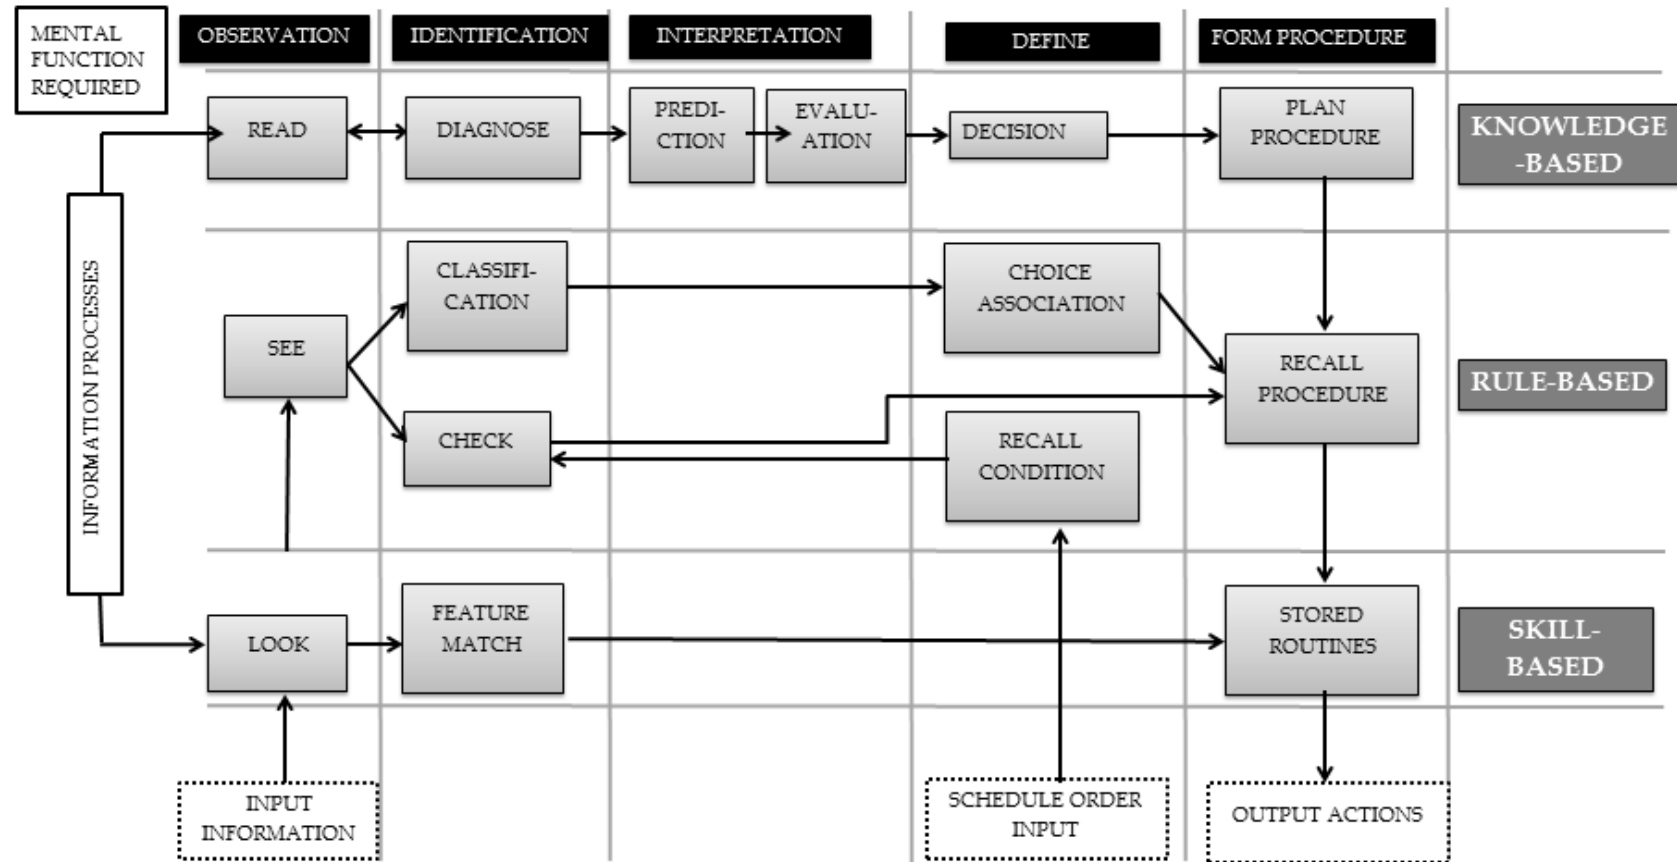 MENTAL
FUNCTION
REQUIRED
OBSERVATION
IDENTIFICATION
INTERPRETATION
DEFINE
FORM PROCEDURE
READ
DIAGNOSE
PREDI-
CTION
EVALU-
ATION
DECISION
PLAN
PROCEDURE
KNOWLEDGE
-BASED
INFORMATION PROCESSES
SEE
CLASSIFI-
CATION
CHOICE
ASSOCIATION
CHECK
RECALL
CONDITION
RECALL
PROCEDURE
RULE-BASED
LOOK
FEATURE
MATCH
STORED
ROUTINES
SKILL-
BASED
INPUT
INFORMATION
SCHEDULE ORDER
INPUT
OUTPUT ACTIONS